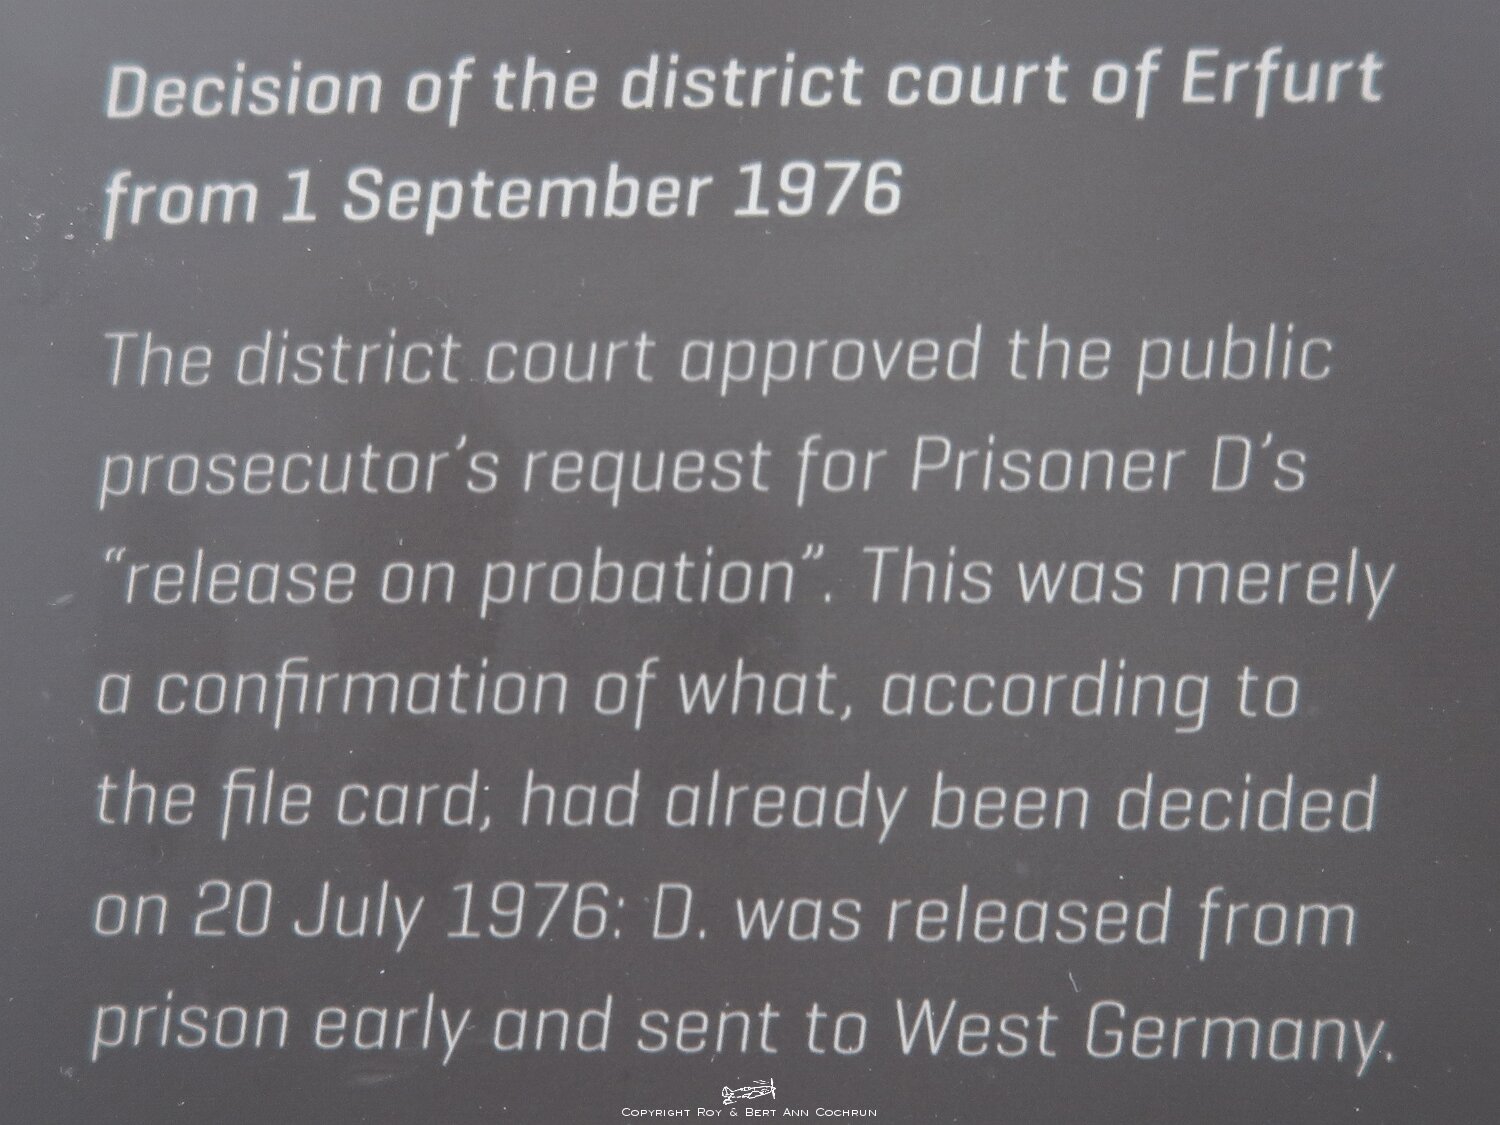 Decision of the district court of Erfurt
from 1 September 1976
The district court approved the public
prosecutor's request for Prisoner D's
“release on probation”. This was merely
a confirmation of what, according to
the file card, had already been decided
on 20 July 1976: D. was released from
prison early and sent to West Germany.
Copyright Roy & Bert Ann Cochrun